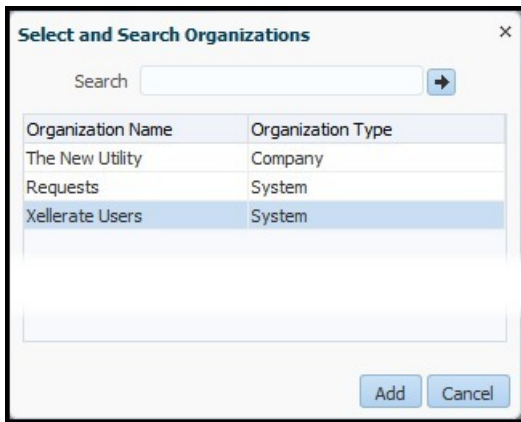 Select and Search Organizations
Search
Organization Name Organization Type
The New Utility Company
Requests System
Xellerate Users System
Add Cancel